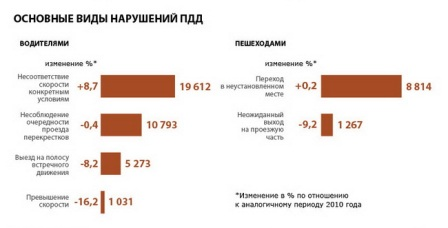 ОСНОВНЫЕ ВИДЫ НАРУШЕНИЙ ПДД
ВОДИТЕЛЯМИ
изменение %*
Несоответствие
скорости
конкретным
условиям
+8,7
19 612
Несоблюдение
очередности
проезда
перекрестков
-0,4
10 793
Выезд на полосу
встречного
движения
-8,2
5 273
Превышение
скорости
-16,2
1 031
ПЕШЕХОДАМИ
изменение %*
Переход
в неустановленном
месте
+0,2
8 814
Неожиданный
выход
на проезжую
часть
-9,2
1 267
*Изменение в % по отношению
к аналогичному периоду 2010 года